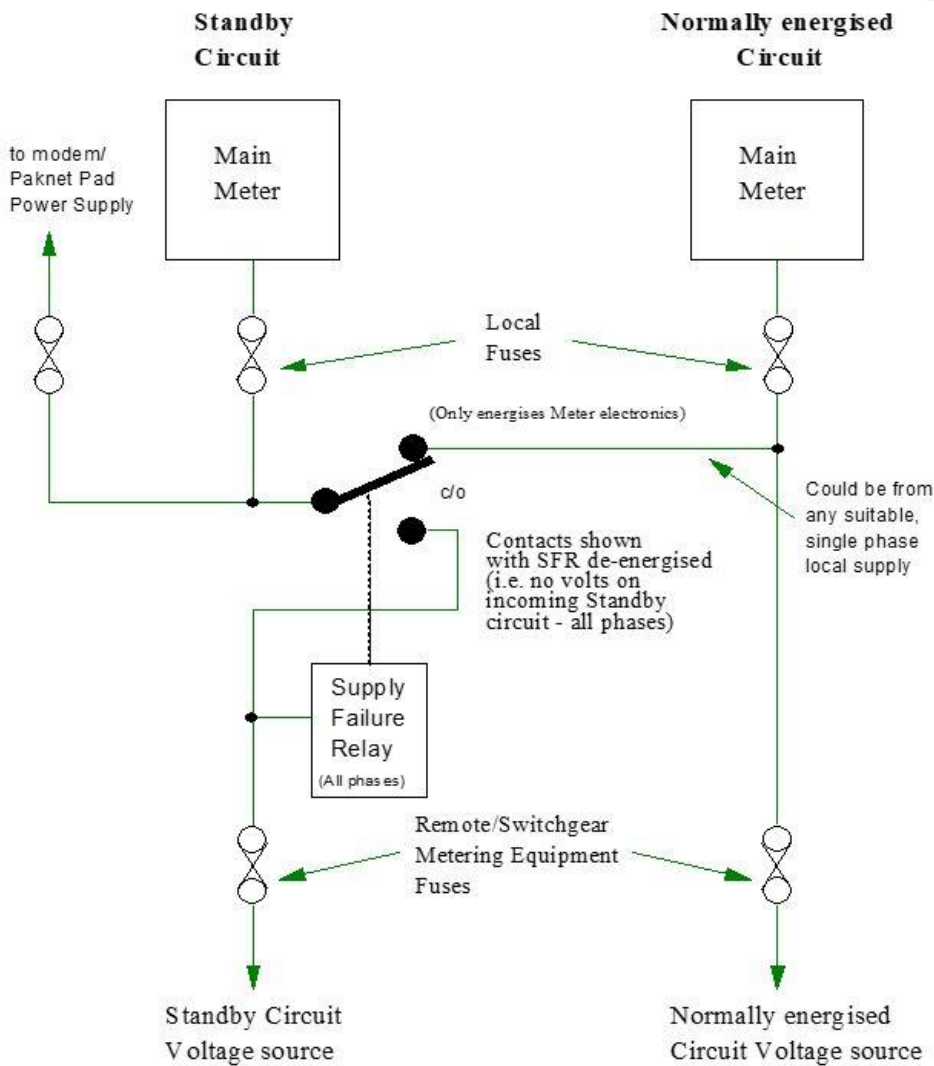 Standby
Circuit
Normally energised
Circuit
to modem/
Paknet Pad
Power Supply
Main
Meter
Main
Meter
Local
Fuses
(Only energises Meter electronics)
c/o
Could be from
any suitable,
single phase
local supply
Contacts shown
with SFR de-energised
(i.e. no volts on
incoming Standby
circuit - all phases)
Supply
Failure
Relay
(All phases)
Remote/Switchgear
Metering Equipment
Fuses
Standby Circuit
Voltage source
Normally energised
Circuit Voltage source